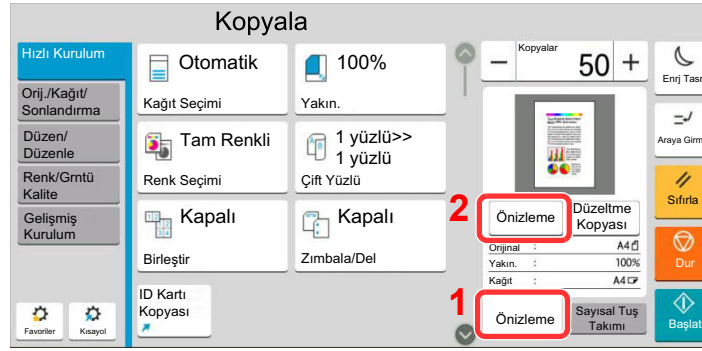 Kopyala
Hızlı Kurulum
Orij./Kağıt/
Sonlandırma
Düzen/
Düzenle
Renk/Grntü
Kalite
Gelişmiş
Kurulum
Favoriler
Kısayol
Otomatik
Kağıt Seçimi
100%
Yakın.
Tam Renkli
Renk Seçimi
1 yüzlü>>
1 yüzlü
Çift Yüzlü
Kapalı
Birleştir
Kapalı
Zımbala/Del
ID Kartı
Kopyası
Kopyalar
50
2
Önizleme
Düzeltme
Kopyası
Orijinal : A4
Yakın. : 100%
Kağıt : A4
1
Önizleme
Sayısal Tuş
Takımı
Enrj Tasr
Araya Girm
Sıfırla
Dur
Başlat